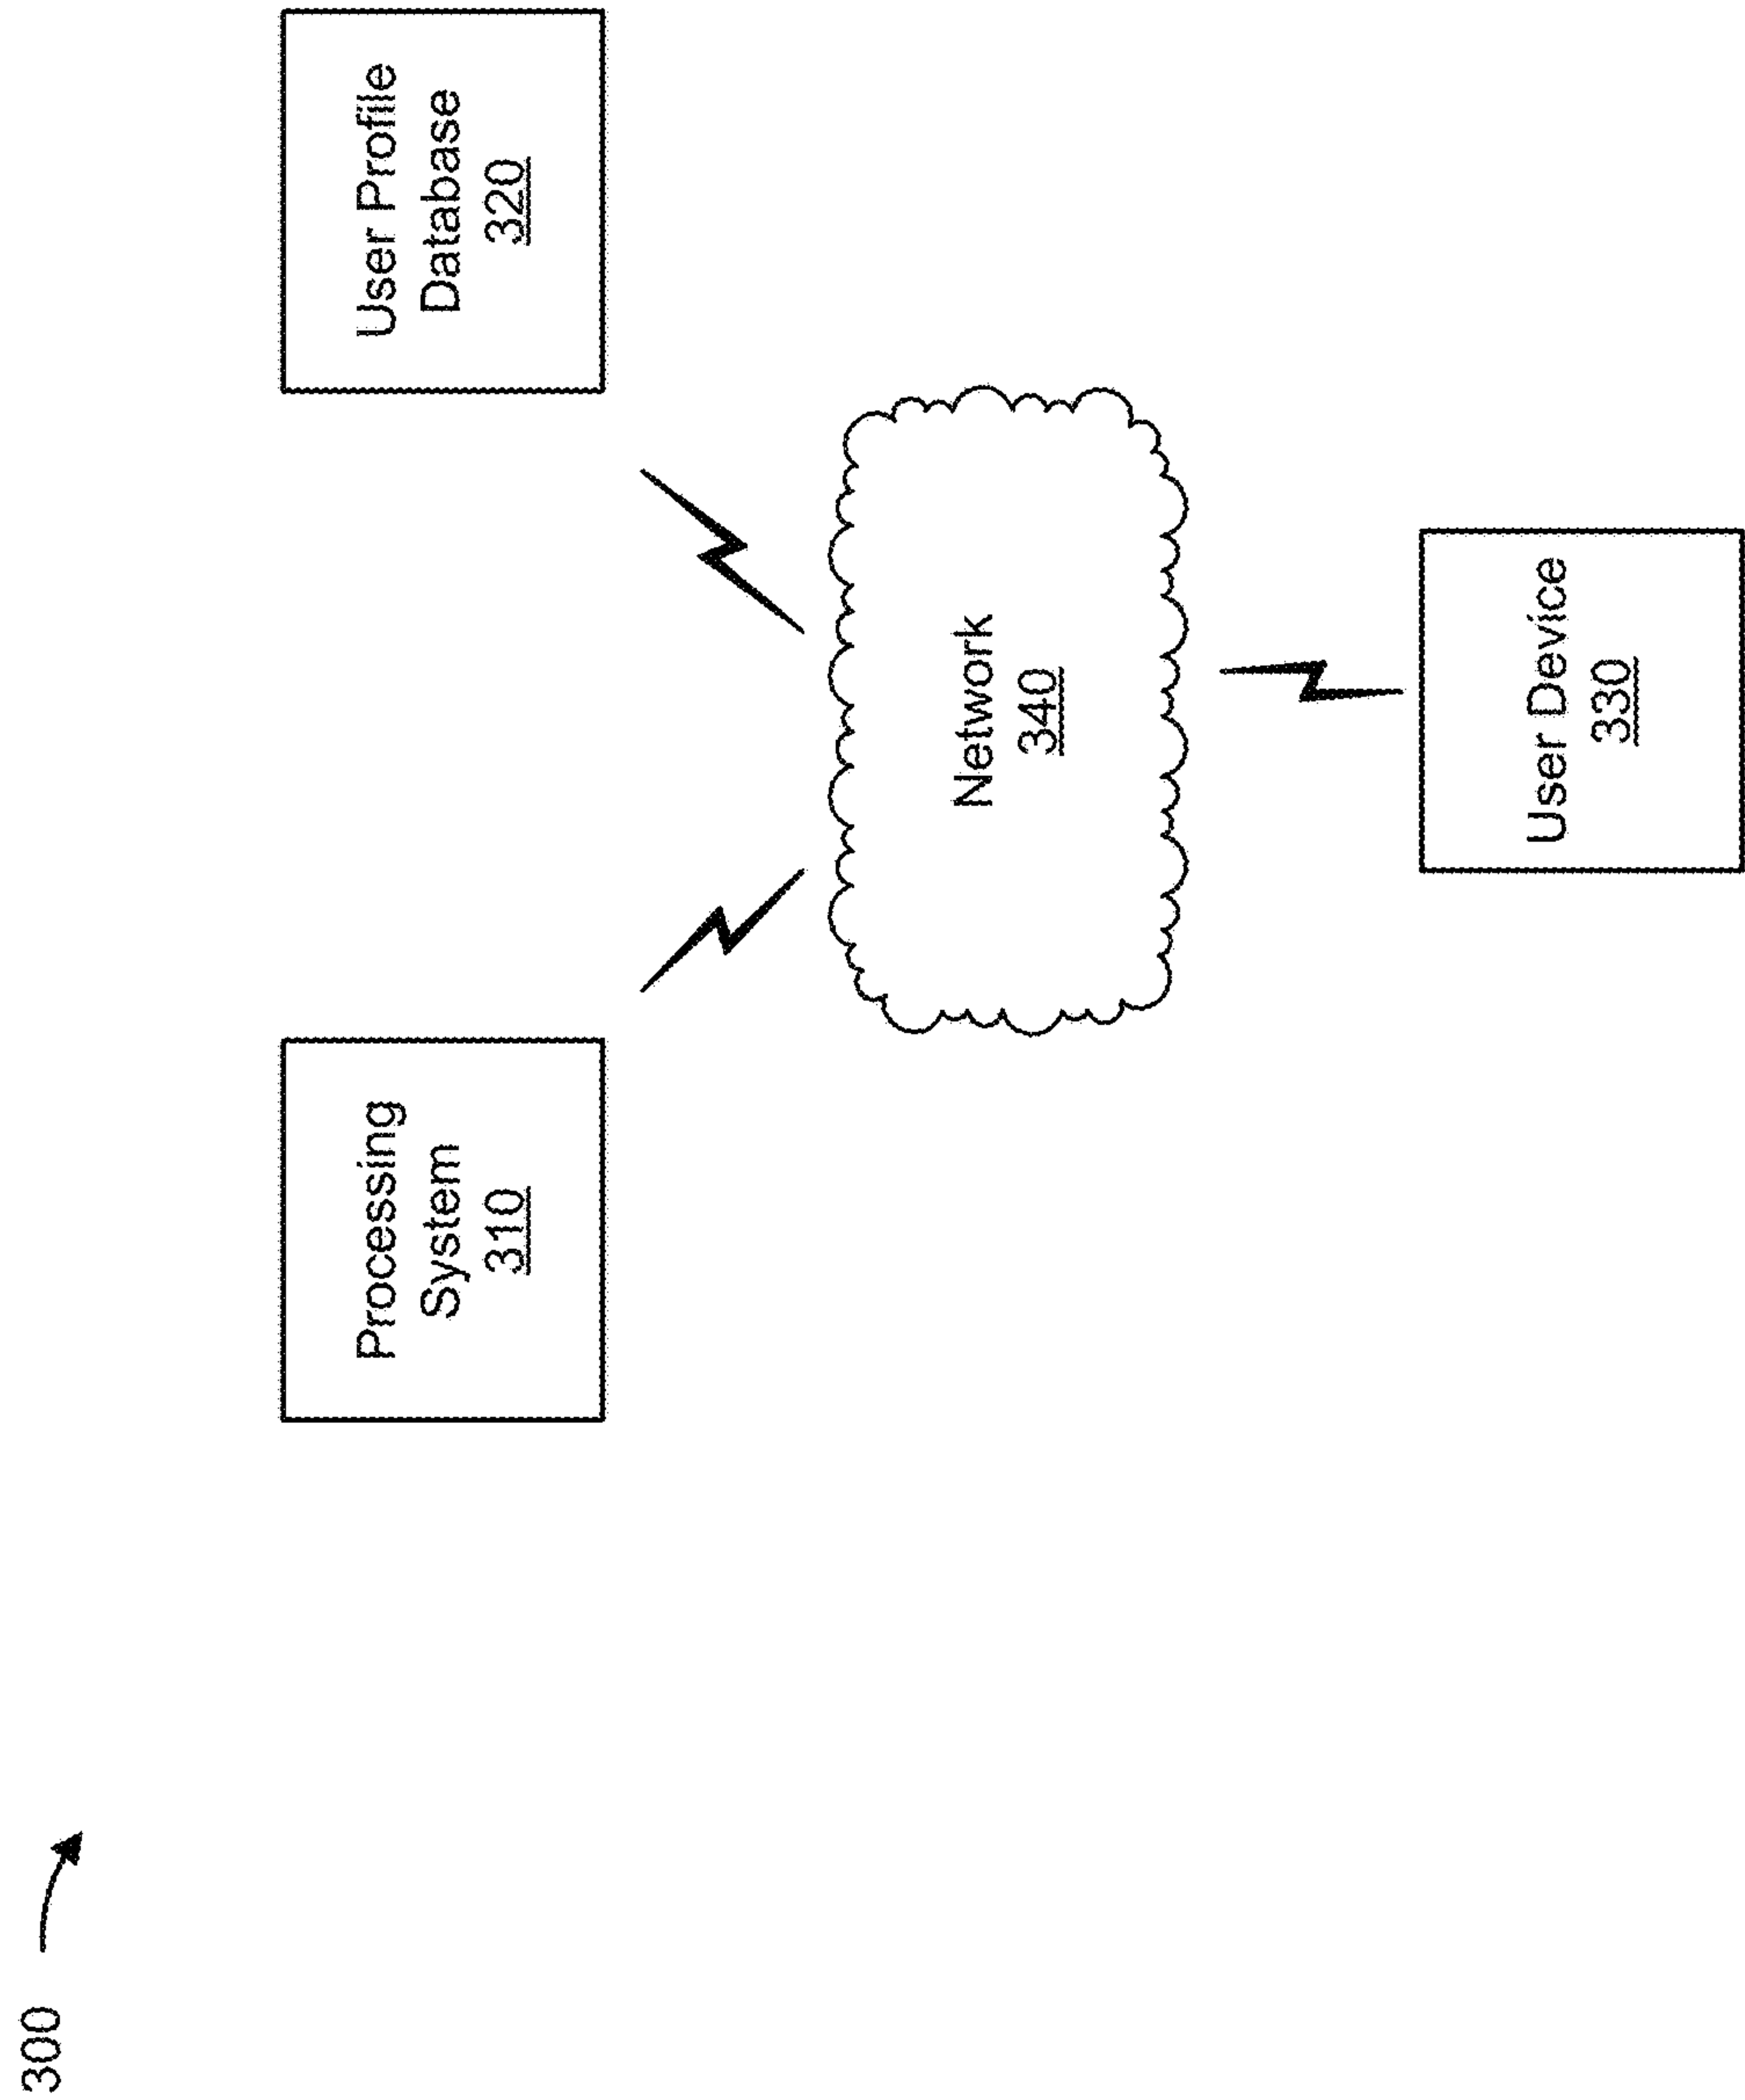 300
Processing
System
310
User Profile
Database
320
Network
340
User Device
330